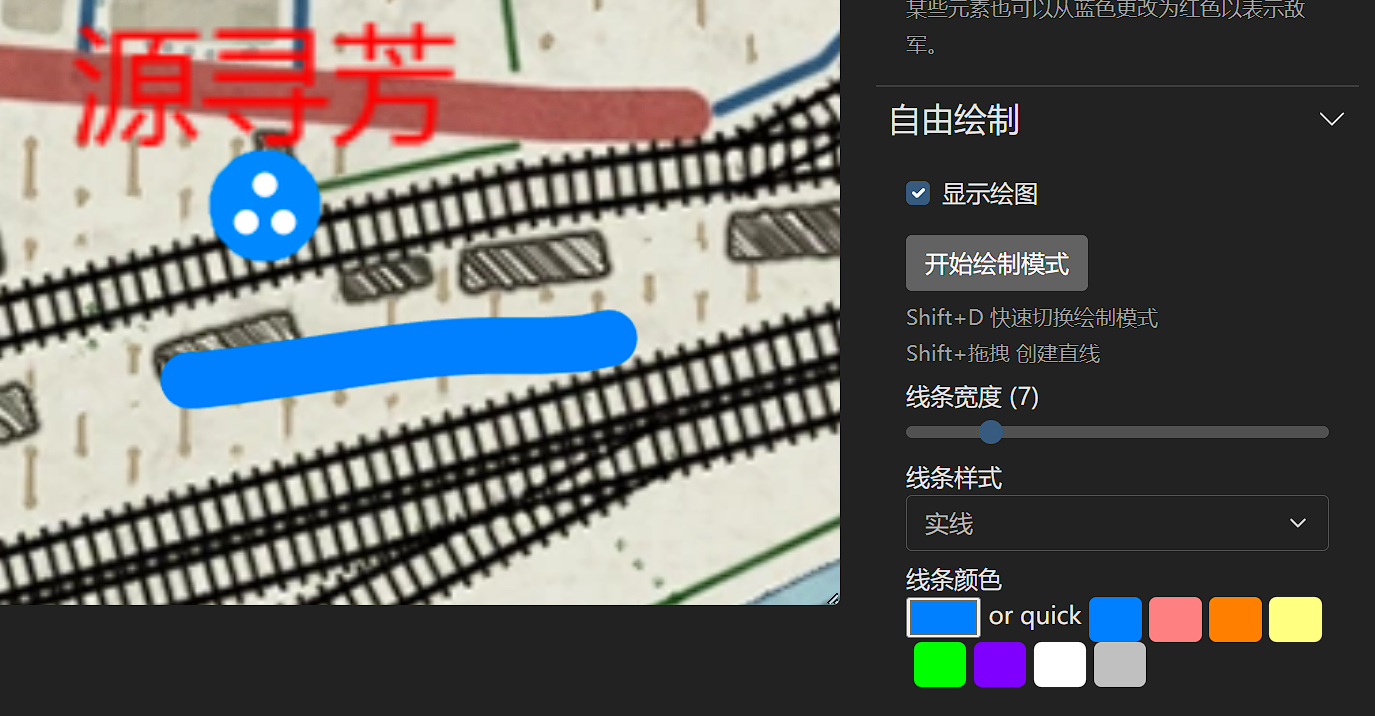 源寻芳
某些元素也可以从蓝色更改为红色以表示敌
军。
自由绘制
显示绘图
开始绘制模式
Shift+D 快速切换绘制模式
Shift+拖拽 创建直线
线条宽度 (7)
线条样式
实线
线条颜色
or quick